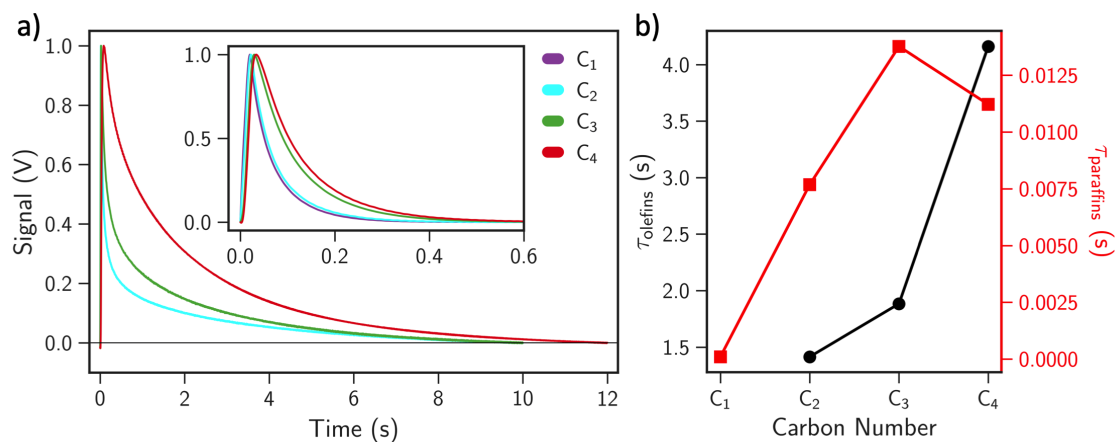 a)
1.0
0.8
0.6
0.4
0.2
0.0
Signal (V)
0 2 4 6 8 10 12
Time (s)
1.0
0.5
0.0
0.0 0.2 0.4 0.6
C₁
C₂
C₃
C₄
b)
4.0
3.5
3.0
2.5
2.0
1.5
τolefins (s)
C₁ C₂ C₃ C₄
Carbon Number
0.0125
0.0100
0.0075
0.0050
0.0025
0.0000
τparaffins (s)